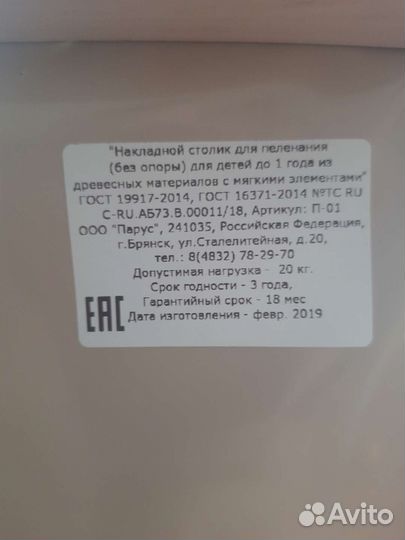 "Накладной столик для пеленания
(без опоры) для детей до 1 года из
древесных материалов с мягкими элементами"
ГОСТ 19917-2014, ГОСТ 16371-2014 №ТС RU
C-RU.АБ73.В.00011/18, Артикул: П-01
ООО "Парус", 241035, Российская Федерация,
г.Брянск, ул.Сталелитейная, д.20,
тел.: 8(4832) 78-29-70
Допустимая нагрузка - 20 кг.
Срок годности - 3 года,
Гарантийный срок - 18 мес
EAC Дата изготовления - февр. 2019
Avito